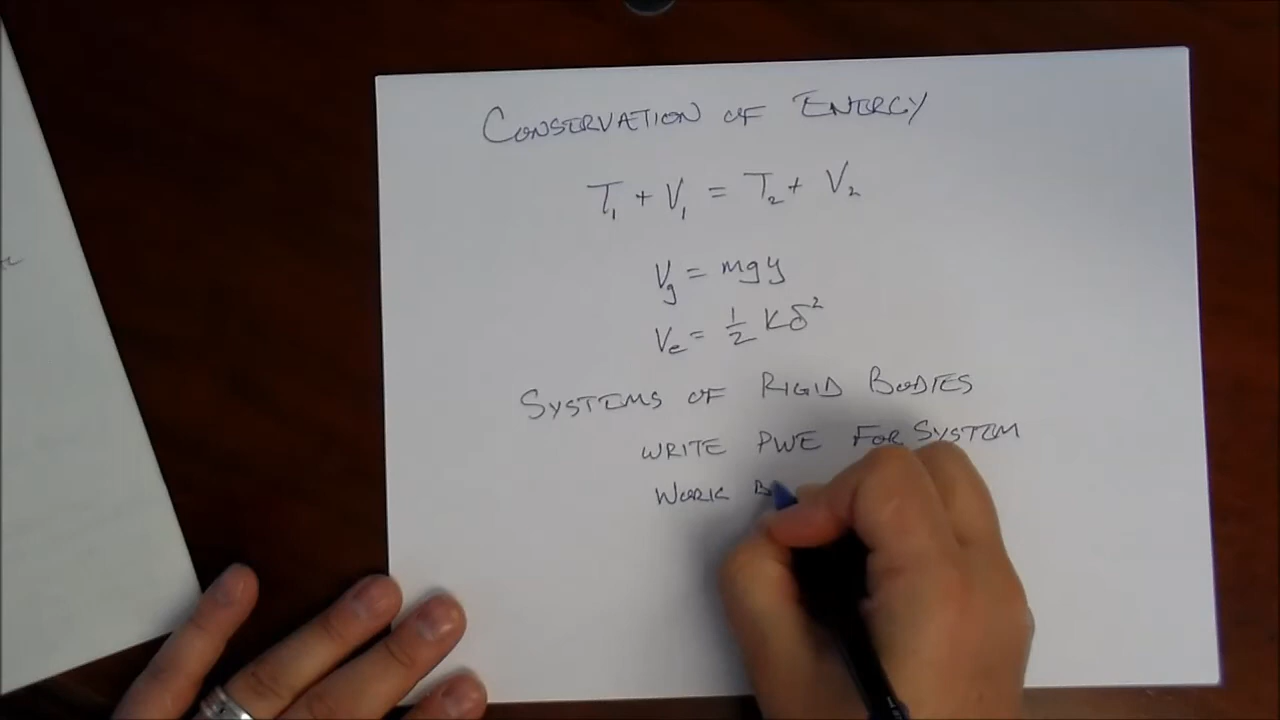 CONSERVATION OF ENERGY
T₁ + V₁ = T₂ + V₂
Vg = mgy
Ve = 1/2 Kδ²
SYSTEMS OF RIGID BODIES
WRITE PWE FOR SYSTEM
WORK B